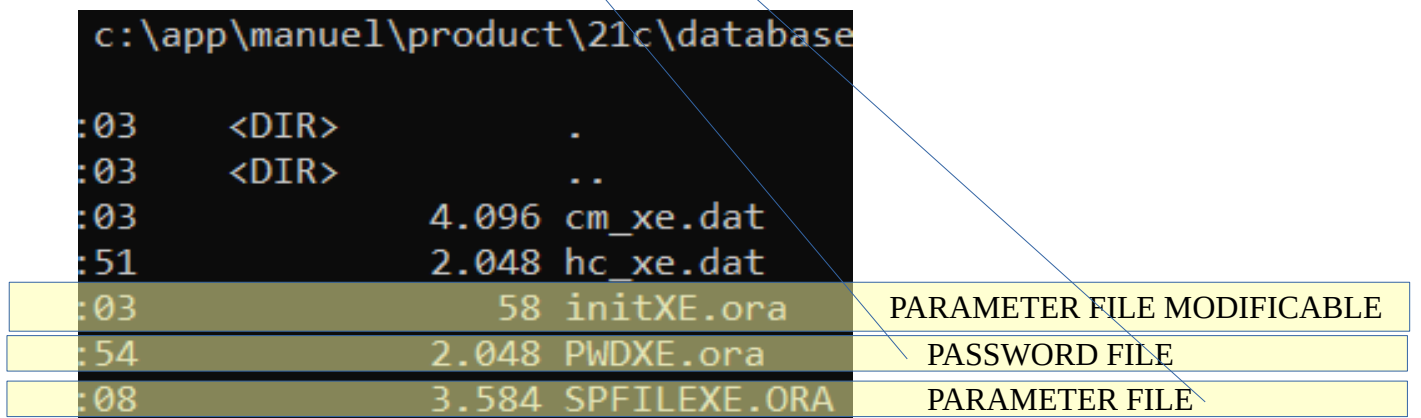 c:\app\manuel\product\21c\database
:03 <DIR> .
:03 <DIR> ..
:03 4.096 cm_xe.dat
:51 2.048 hc_xe.dat
:03 58 initXE.ora PARAMETER FILE MODIFICABLE
:54 2.048 PWDXE.ora PASSWORD FILE
:08 3.584 SPFILEXE.ORA PARAMETER FILE